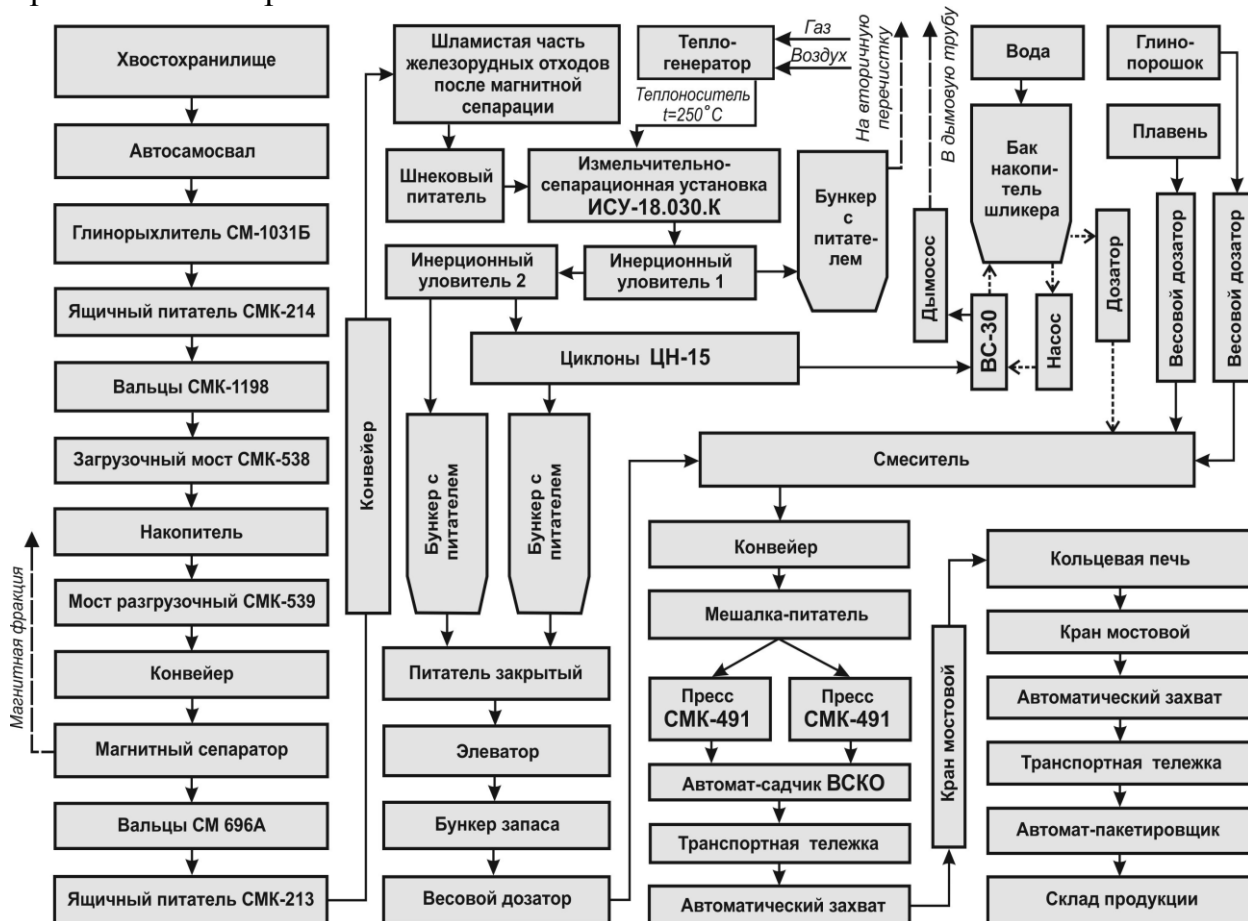 Хвостохранилище
Автосамосвал
Глинорыхлитель СМ-1031Б
Ящичный питатель СМК-214
Вальцы СМК-1198
Загрузочный мост СМК-538
Накопитель
Мост разгрузочный СМК-539
Конвейер
Магнитный сепаратор
Вальцы СМ 696А
Ящичный питатель СМК-213
Магнитная фракция
Конвейер
Шламистая часть
железорудных отходов
после магнитной
сепарации
Шнековый
питатель
Тепло-
генератор
Газ
Воздух
Теплоноситель
t=250°C
Измельчительно-
сепарационная установка
ИСУ-18.030.К
Инерционный
уловитель 2
Инерционный
уловитель 1
Бункер
с
питате-
лем
На вторичную
перечистку
В дымовую трубу
Циклоны ЦН-15
Бункер с
питателем
Бункер с
питателем
Питатель закрытый
Элеватор
Бункер запаса
Весовой дозатор
Вода
Бак
накопи-
тель
шликера
Дымосос
ВС-30
Насос
Дозатор
Глино-
порошок
Плавень
Весовой дозатор
Весовой дозатор
Смеситель
Конвейер
Мешалка-питатель
Пресс
СМК-491
Пресс
СМК-491
Автомат-садчик ВСКО
Транспортная тележка
Автоматический захват
Кран мостовой
Кольцевая печь
Кран мостовой
Автоматический захват
Транспортная тележка
Автомат-пакетировщик
Склад продукции